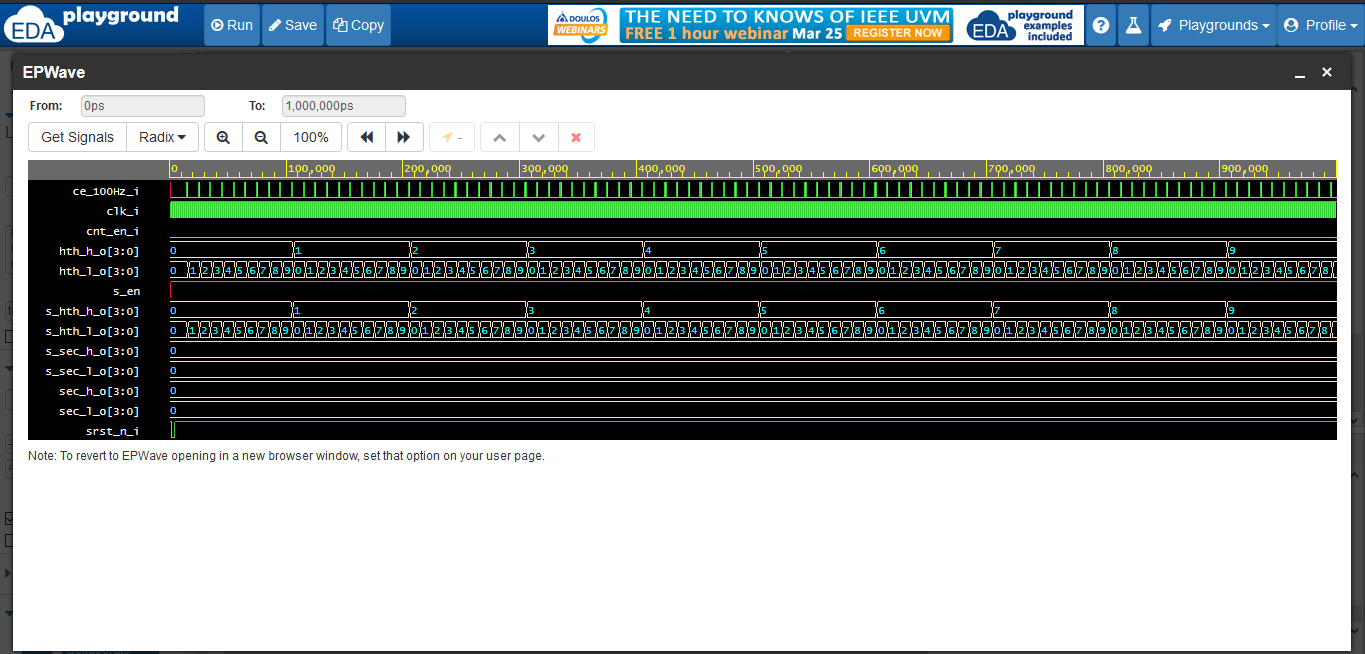 EDA playground Run Save Copy DOULOS WEBINARS THE NEED TO KNOWS OF IEEE UVM FREE 1 hour webinar Mar 25 REGISTER NOW EDA playground examples included ? Playgrounds Profile
EPWave
From: 0ps To: 1,000,000ps
Get Signals Radix 100% -
0 100,000 200,000 300,000 400,000 500,000 600,000 700,000 800,000 900,000
ce_100Hz_i
clk_i
cnt_en_i
hth_h_o[3:0] 0 1 2 3 4 5 6 7 8 9
hth_l_o[3:0] 0 1 2 3 4 5 6 7 8 9 0 1 2 3 4 5 6 7 8 9 0 1 2 3 4 5 6 7 8 9 0 1 2 3 4 5 6 7 8 9 0 1 2 3 4 5 6 7 8 9 0 1 2 3 4 5 6 7 8 9 0 1 2 3 4 5 6 7 8 9 0 1 2 3 4 5 6 7 8 9 0 1 2 3 4 5 6 7 8 9 0 1 2 3 4 5 6 7 8
s_en
s_hth_h_o[3:0] 0 1 2 3 4 5 6 7 8 9
s_hth_l_o[3:0] 0 1 2 3 4 5 6 7 8 9 0 1 2 3 4 5 6 7 8 9 0 1 2 3 4 5 6 7 8 9 0 1 2 3 4 5 6 7 8 9 0 1 2 3 4 5 6 7 8 9 0 1 2 3 4 5 6 7 8 9 0 1 2 3 4 5 6 7 8 9 0 1 2 3 4 5 6 7 8 9 0 1 2 3 4 5 6 7 8 9 0 1 2 3 4 5 6 7 8
s_sec_h_o[3:0] 0
s_sec_l_o[3:0] 0
sec_h_o[3:0] 0
sec_l_o[3:0] 0
srst_n_i
Note: To revert to EPWave opening in a new browser window, set that option on your user page.